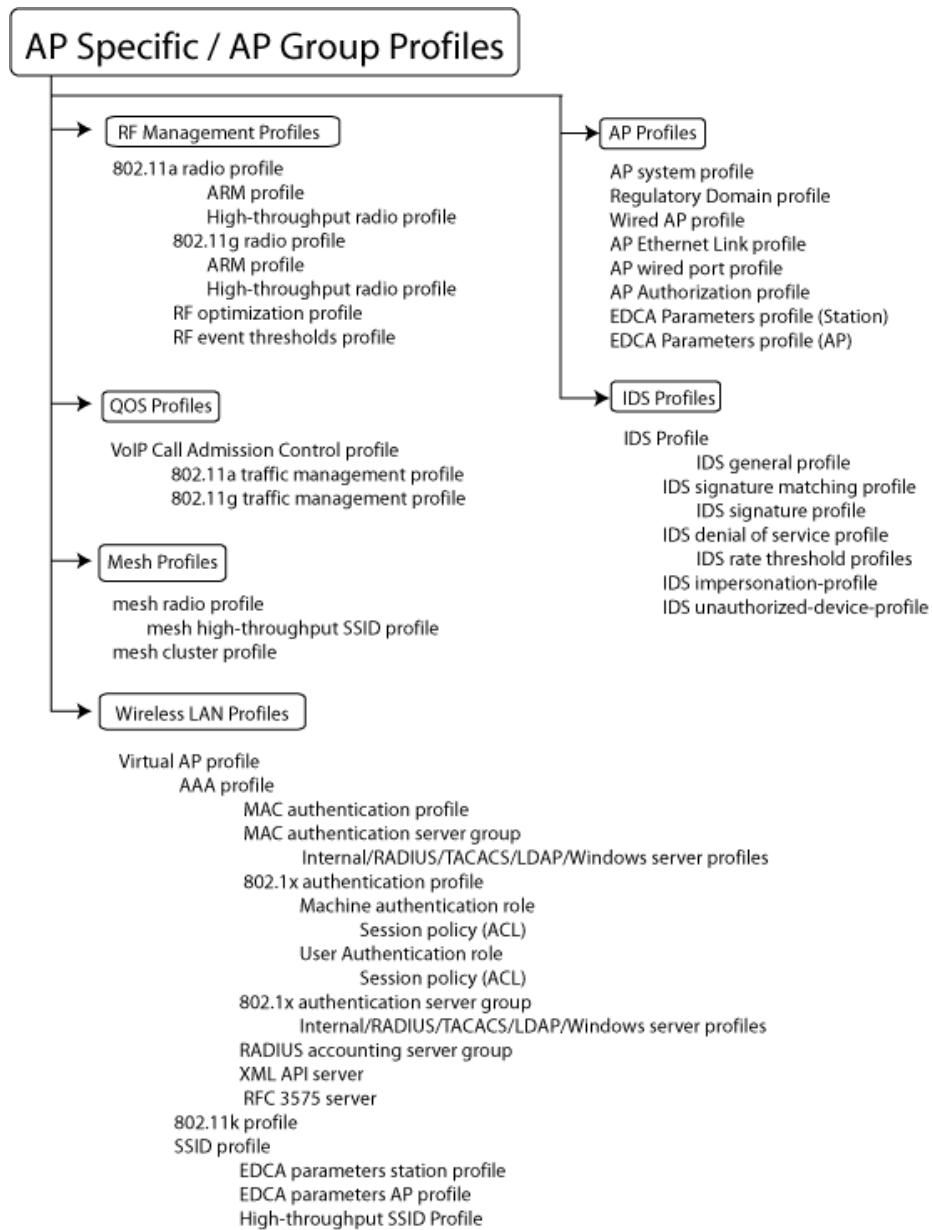 AP Specific / AP Group Profiles
RF Management Profiles
802.11a radio profile
ARM profile
High-throughput radio profile
802.11g radio profile
ARM profile
High-throughput radio profile
RF optimization profile
RF event thresholds profile
QOS Profiles
VoIP Call Admission Control profile
802.11a traffic management profile
802.11g traffic management profile
Mesh Profiles
mesh radio profile
mesh high-throughput SSID profile
mesh cluster profile
Wireless LAN Profiles
Virtual AP profile
AAA profile
MAC authentication profile
MAC authentication server group
Internal/RADIUS/TACACS/LDAP/Windows server profiles
802.1x authentication profile
Machine authentication role
Session policy (ACL)
User Authentication role
Session policy (ACL)
802.1x authentication server group
Internal/RADIUS/TACACS/LDAP/Windows server profiles
RADIUS accounting server group
XML API server
RFC 3575 server
802.11k profile
SSID profile
EDCA parameters station profile
EDCA parameters AP profile
High-throughput SSID Profile
AP Profiles
AP system profile
Regulatory Domain profile
Wired AP profile
AP Ethernet Link profile
AP wired port profile
AP Authorization profile
EDCA Parameters profile (Station)
EDCA Parameters profile (AP)
IDS Profiles
IDS Profile
IDS general profile
IDS signature matching profile
IDS signature profile
IDS denial of service profile
IDS rate threshold profiles
IDS impersonation-profile
IDS unauthorized-device-profile